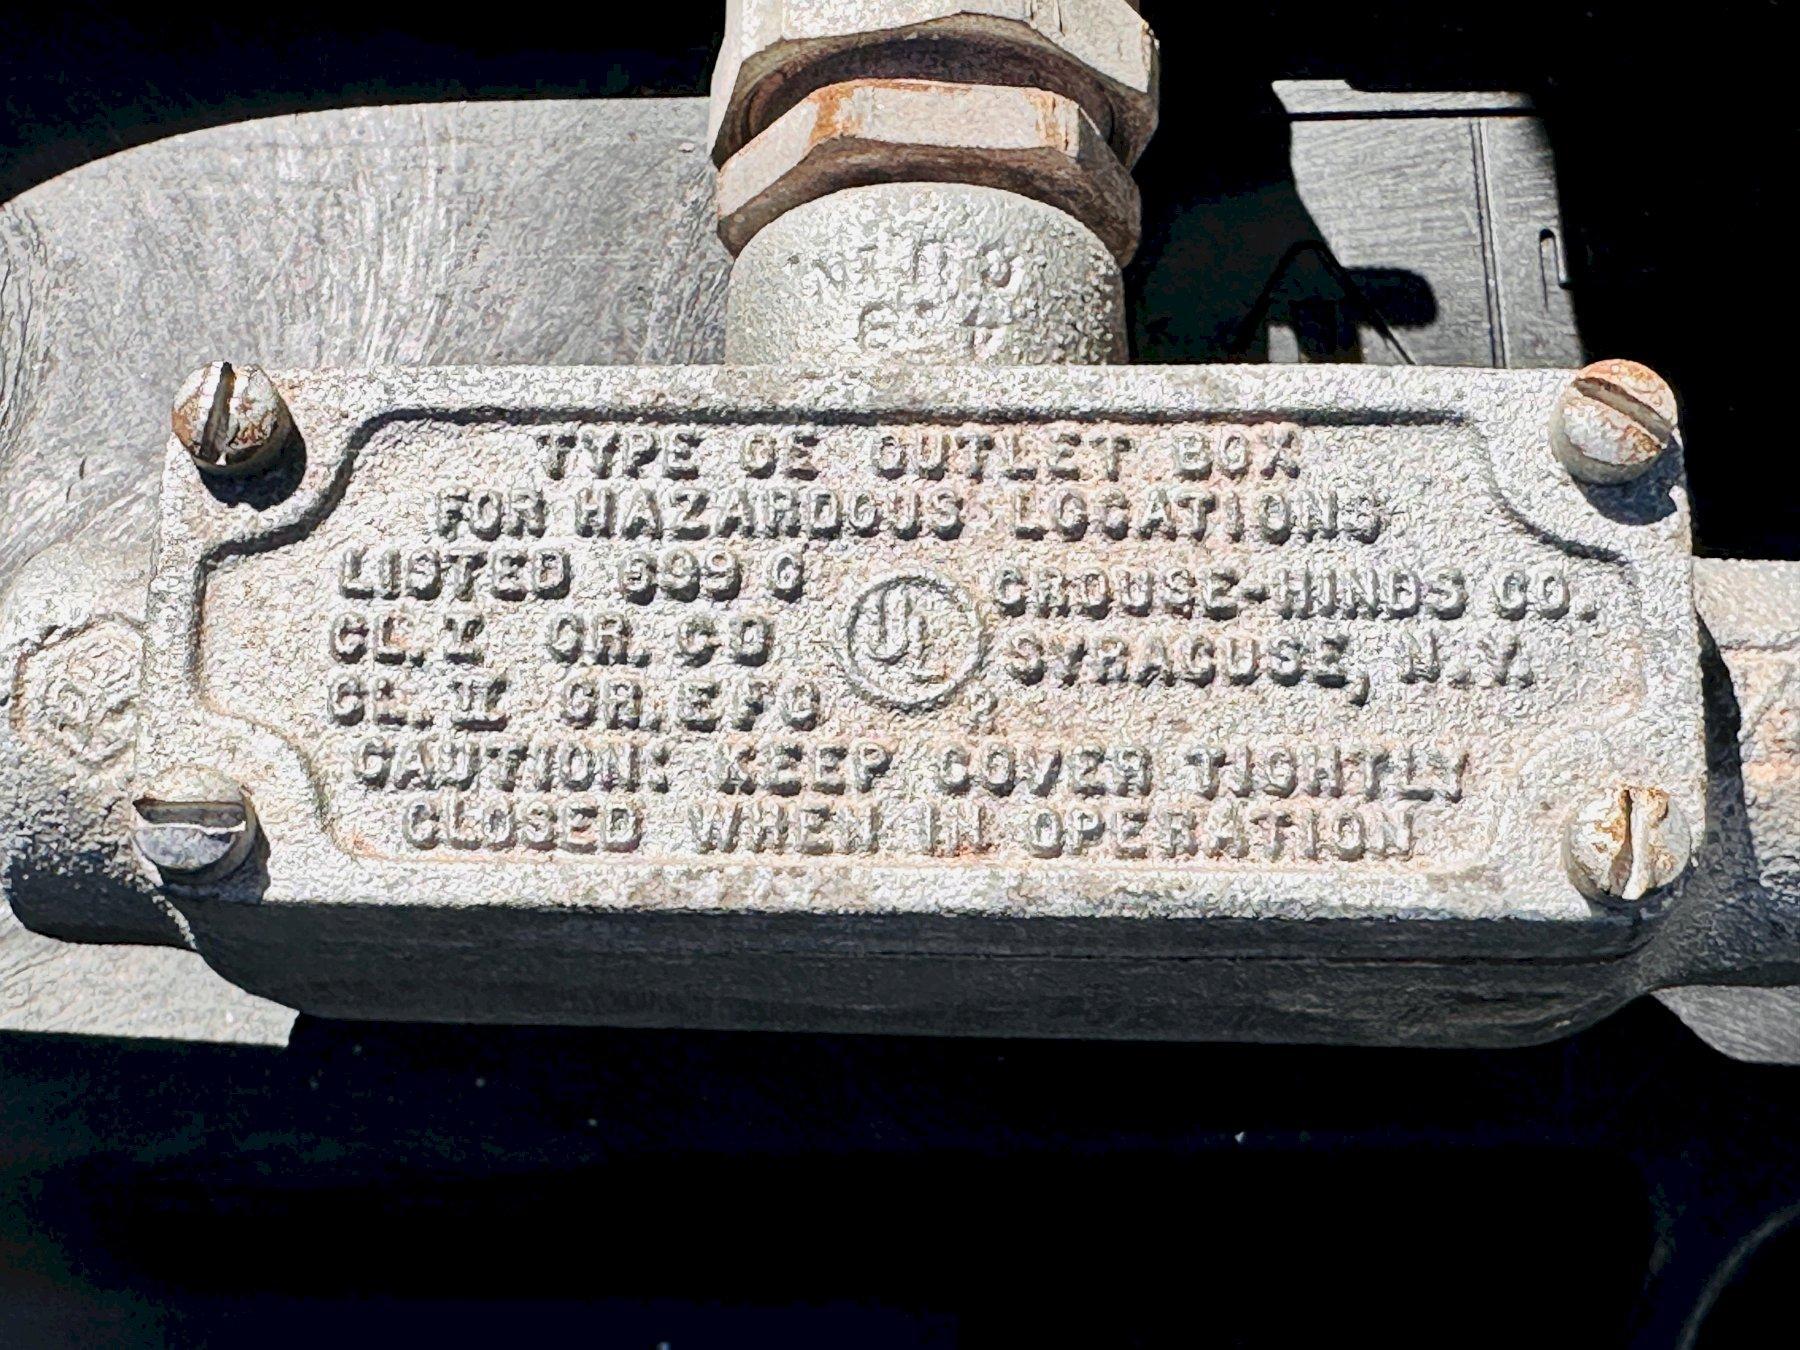 TYPE OE OUTLET BOX
FOR HAZARDOUS LOCATIONS
LISTED 699 G
CL. I GR. CD
CL. II GR. EFG
UL
CROUSE-HINDS CO.
SYRACUSE, N.Y.
CAUTION: KEEP COVER TIGHTLY
CLOSED WHEN IN OPERATION